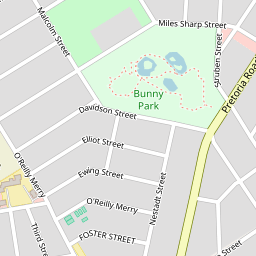 Malcolm Street
Miles Sharp Street
Struben Street
Pretoria Road
Bunny
Park
Davidson Street
Elliot Street
O'Reilly Merry
Ewing Street
Nestadt Street
O'Reilly Merry
Third Street
FOSTER STREET